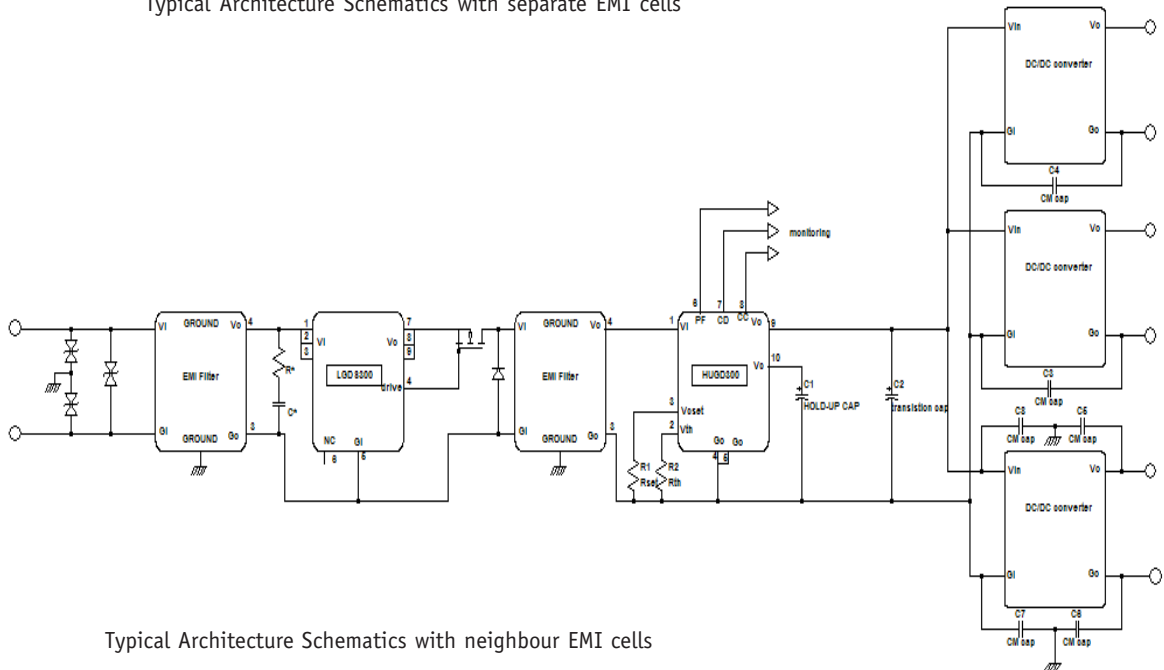 Typical Architecture Schematics with separate EMI cells
Vin
Vo
DC/DC converter
GI
Go
C4
CM cap
Vin
Vo
DC/DC converter
GI
Go
C3
CM cap
monitoring
6
7
8
PF
CD
CC
VI
GROUND
Vo
4
EMI Filter
GI
GROUND
Go
3
R*
C*
1
2
3
VI
7
8
9
Vo
LGDS300
drive
4
NC
6
GI
5
VI
GROUND
Vo
4
EMI Filter
GI
GROUND
Go
3
1
VI
Vo
9
HUGD300
Vo
10
3
Voset
2
Vth
Go
Go
4
5
R1
Rset
R2
Rth
C1
HOLD-UP CAP
C2
transistion cap
C8
CM cap
C5
CM cap
Vin
Vo
DC/DC converter
GI
Go
C7
CM cap
C6
CM cap
Typical Architecture Schematics with neighbour EMI cells